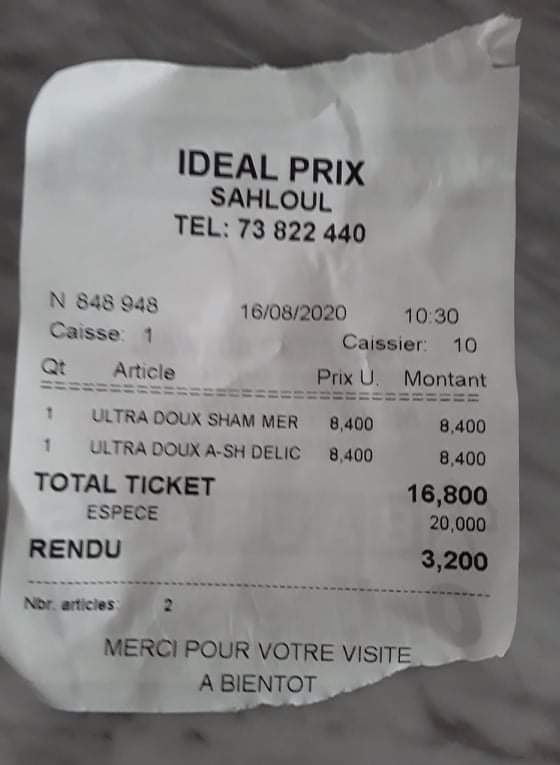 IDEAL PRIX
SAHLOUL
TEL: 73 822 440
N 848 948 16/08/2020 10:30
Caisse: 1 Caissier: 10
Qt Article Prix U. Montant
1 ULTRA DOUX SHAM MER 8,400 8,400
1 ULTRA DOUX A-SH DELIC 8,400 8,400
TOTAL TICKET 16,800
ESPECE 20,000
RENDU 3,200
Nbr. articles: 2
MERCI POUR VOTRE VISITE
A BIENTOT